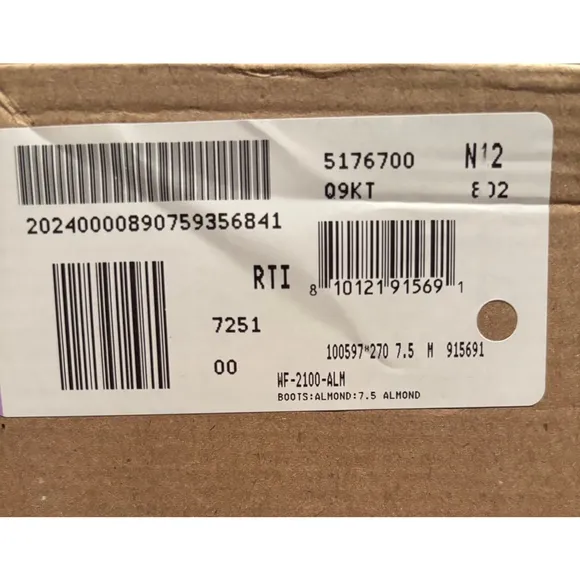 5176700 N12
Q9KT 802
20240000890759356841
RTI
8 10121 91569 1
7251
00
100597*270 7.5 M 915691
WF-2100-ALM
BOOTS:ALMOND:7.5 ALMOND